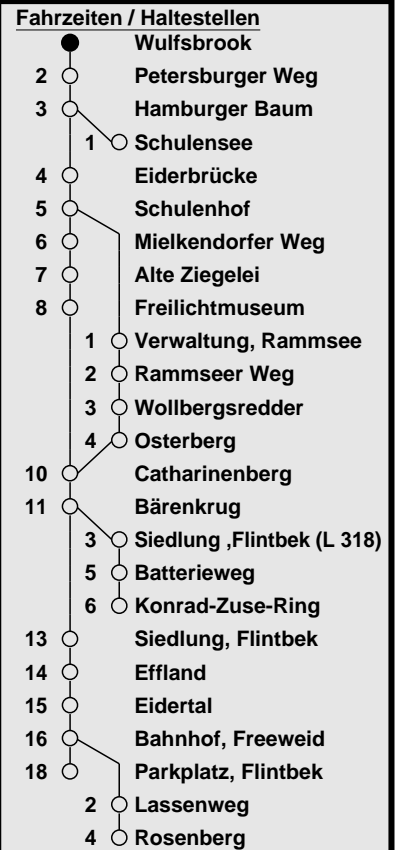 Fahrzeiten / Haltestellen
Wulfsbrook
2 Petersburger Weg
3 Hamburger Baum
1 Schulensee
4 Eiderbrücke
5 Schulenhof
6 Mielkendorfer Weg
7 Alte Ziegelei
8 Freilichtmuseum
1 Verwaltung, Rammsee
2 Rammseer Weg
3 Wollbergsredder
4 Osterberg
10 Catharinenberg
11 Bärenkrug
3 Siedlung ,Flintbek (L 318)
5 Batterieweg
6 Konrad-Zuse-Ring
13 Siedlung, Flintbek
14 Effland
15 Eidertal
16 Bahnhof, Freeweid
18 Parkplatz, Flintbek
2 Lassenweg
4 Rosenberg